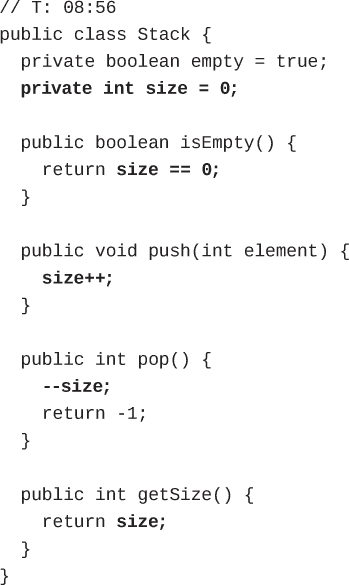 // T: 08:56
public class Stack {
  private boolean empty = true;
  private int size = 0;

  public boolean isEmpty() {
    return size == 0;
  }

  public void push(int element) {
    size++;
  }

  public int pop() {
    --size;
    return -1;
  }

  public int getSize() {
    return size;
  }
}